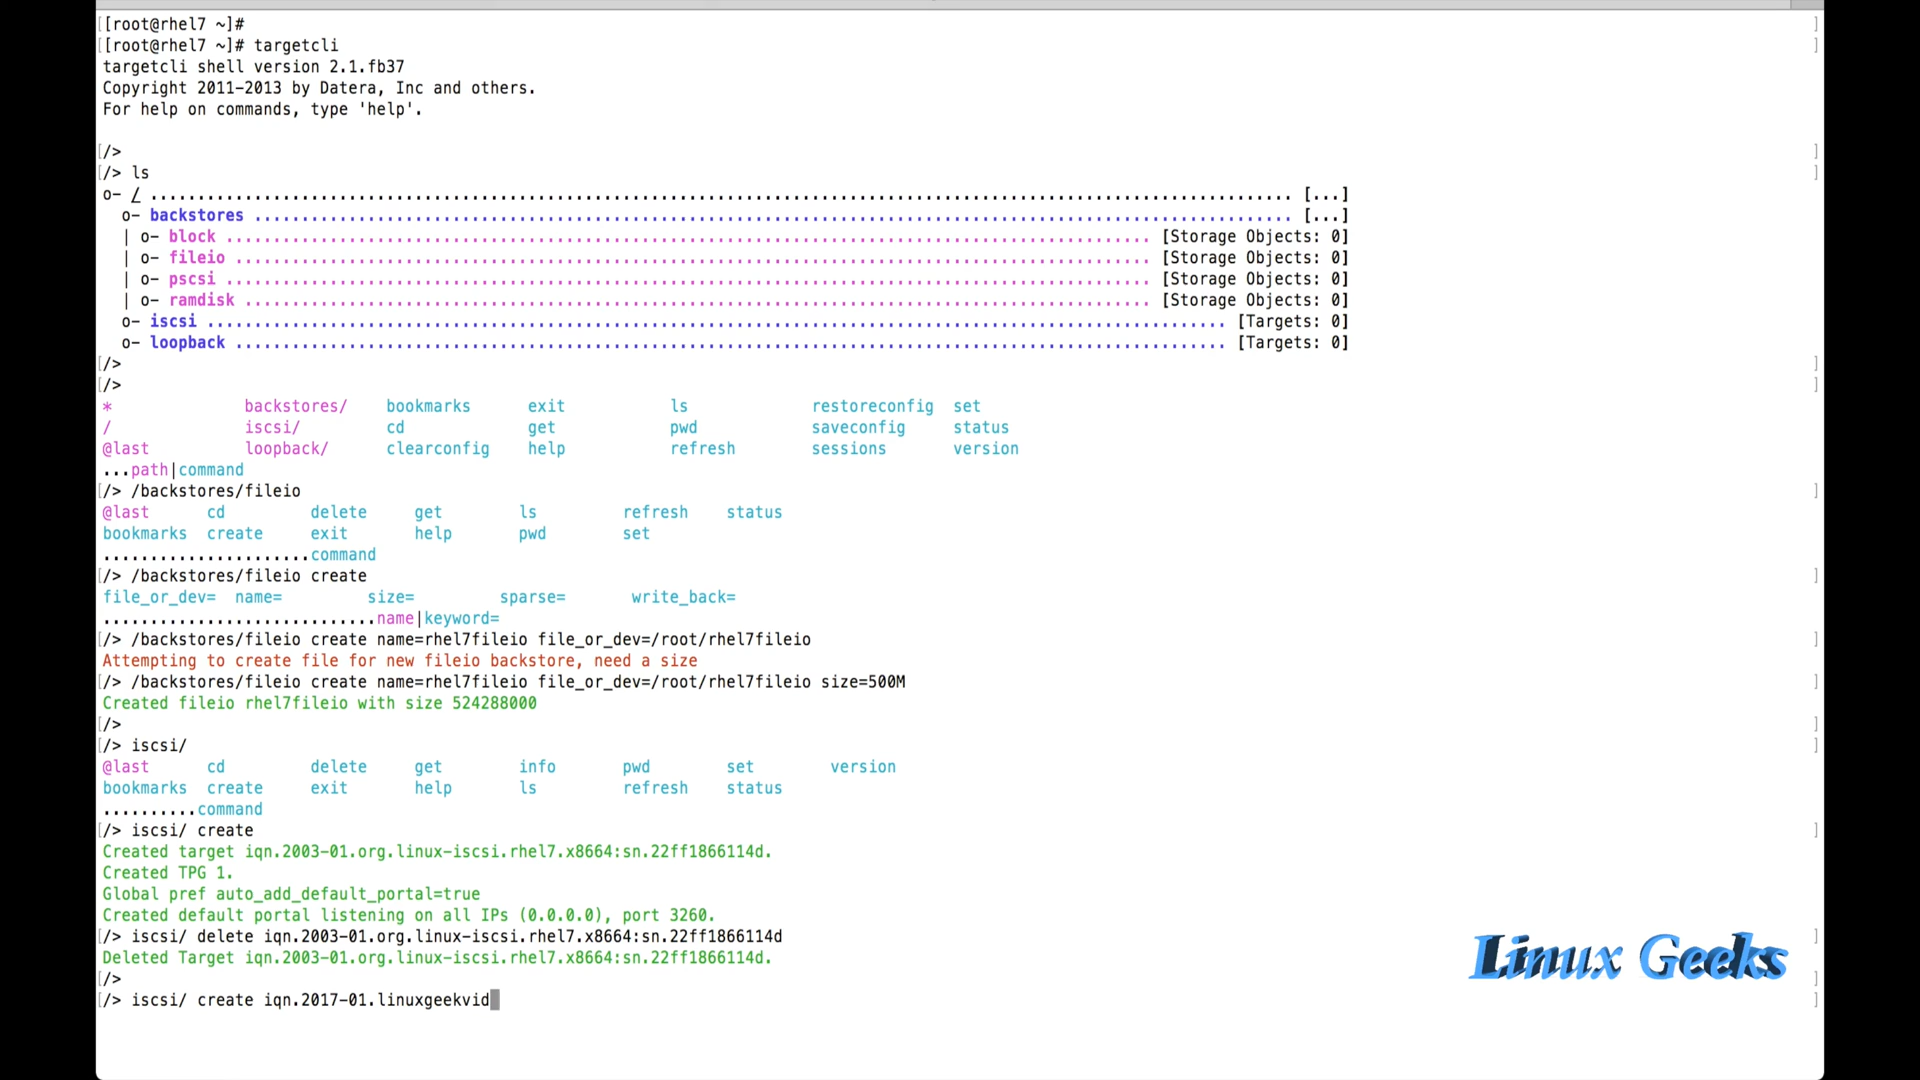 [root@rhel7 ~]#
[root@rhel7 ~]# targetcli
targetcli shell version 2.1.fb37
Copyright 2011-2013 by Datera, Inc and others.
For help on commands, type 'help'.
/>
/> ls
o- / ......................................................................................................................... [...]
o- backstores .............................................................................................................. [...]
| o- block .................................................................................................. [Storage Objects: 0]
| o- fileio ................................................................................................. [Storage Objects: 0]
| o- pscsi .................................................................................................. [Storage Objects: 0]
| o- ramdisk ................................................................................................ [Storage Objects: 0]
o- iscsi ............................................................................................................ [Targets: 0]
o- loopback ......................................................................................................... [Targets: 0]
/>
/>
* backstores/ bookmarks exit ls restoreconfig set
/ iscsi/ cd get pwd saveconfig status
@last loopback/ clearconfig help refresh sessions version
...path|command
/> /backstores/fileio
@last cd delete get ls refresh status
bookmarks create exit help pwd set
......................command
/> /backstores/fileio create
file_or_dev= name= size= sparse= write_back=
.............................name|keyword=
/> /backstores/fileio create name=rhel7fileio file_or_dev=/root/rhel7fileio
Attempting to create file for new fileio backstore, need a size
/> /backstores/fileio create name=rhel7fileio file_or_dev=/root/rhel7fileio size=500M
Created fileio rhel7fileio with size 524288000
/>
/> iscsi/
@last cd delete get info pwd set version
bookmarks create exit help ls refresh status
..........command
/> iscsi/ create
Created target iqn.2003-01.org.linux-iscsi.rhel7.x8664:sn.22ff1866114d.
Created TPG 1.
Global pref auto_add_default_portal=true
Created default portal listening on all IPs (0.0.0.0), port 3260.
/> iscsi/ delete iqn.2003-01.org.linux-iscsi.rhel7.x8664:sn.22ff1866114d
Deleted Target iqn.2003-01.org.linux-iscsi.rhel7.x8664:sn.22ff1866114d.
/>
/> iscsi/ create iqn.2017-01.linuxgeekvid
Linux Geeks